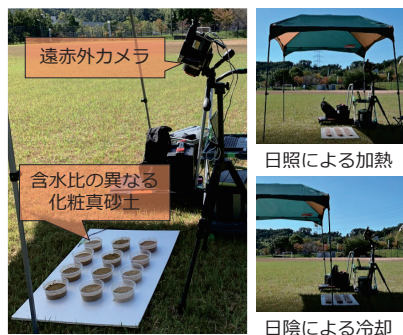 遠赤外カメラ
含水比の異なる
化粧真砂土
日照による加熱
日陰による冷却